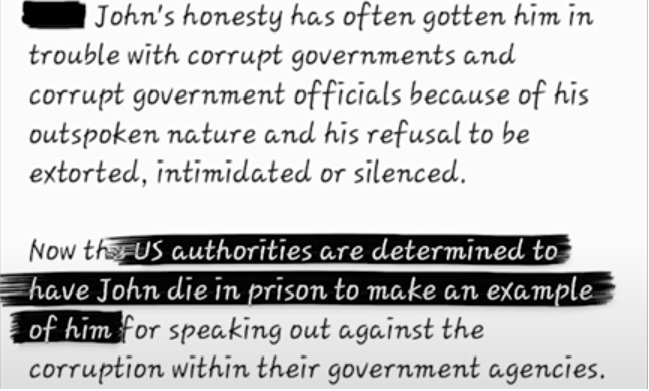 John's honesty has often gotten him in
trouble with corrupt governments and
corrupt government officials because of his
outspoken nature and his refusal to be
extorted, intimidated or silenced.
Now the US authorities are determined to
have John die in prison to make an example
of him for speaking out against the
corruption within their government agencies.